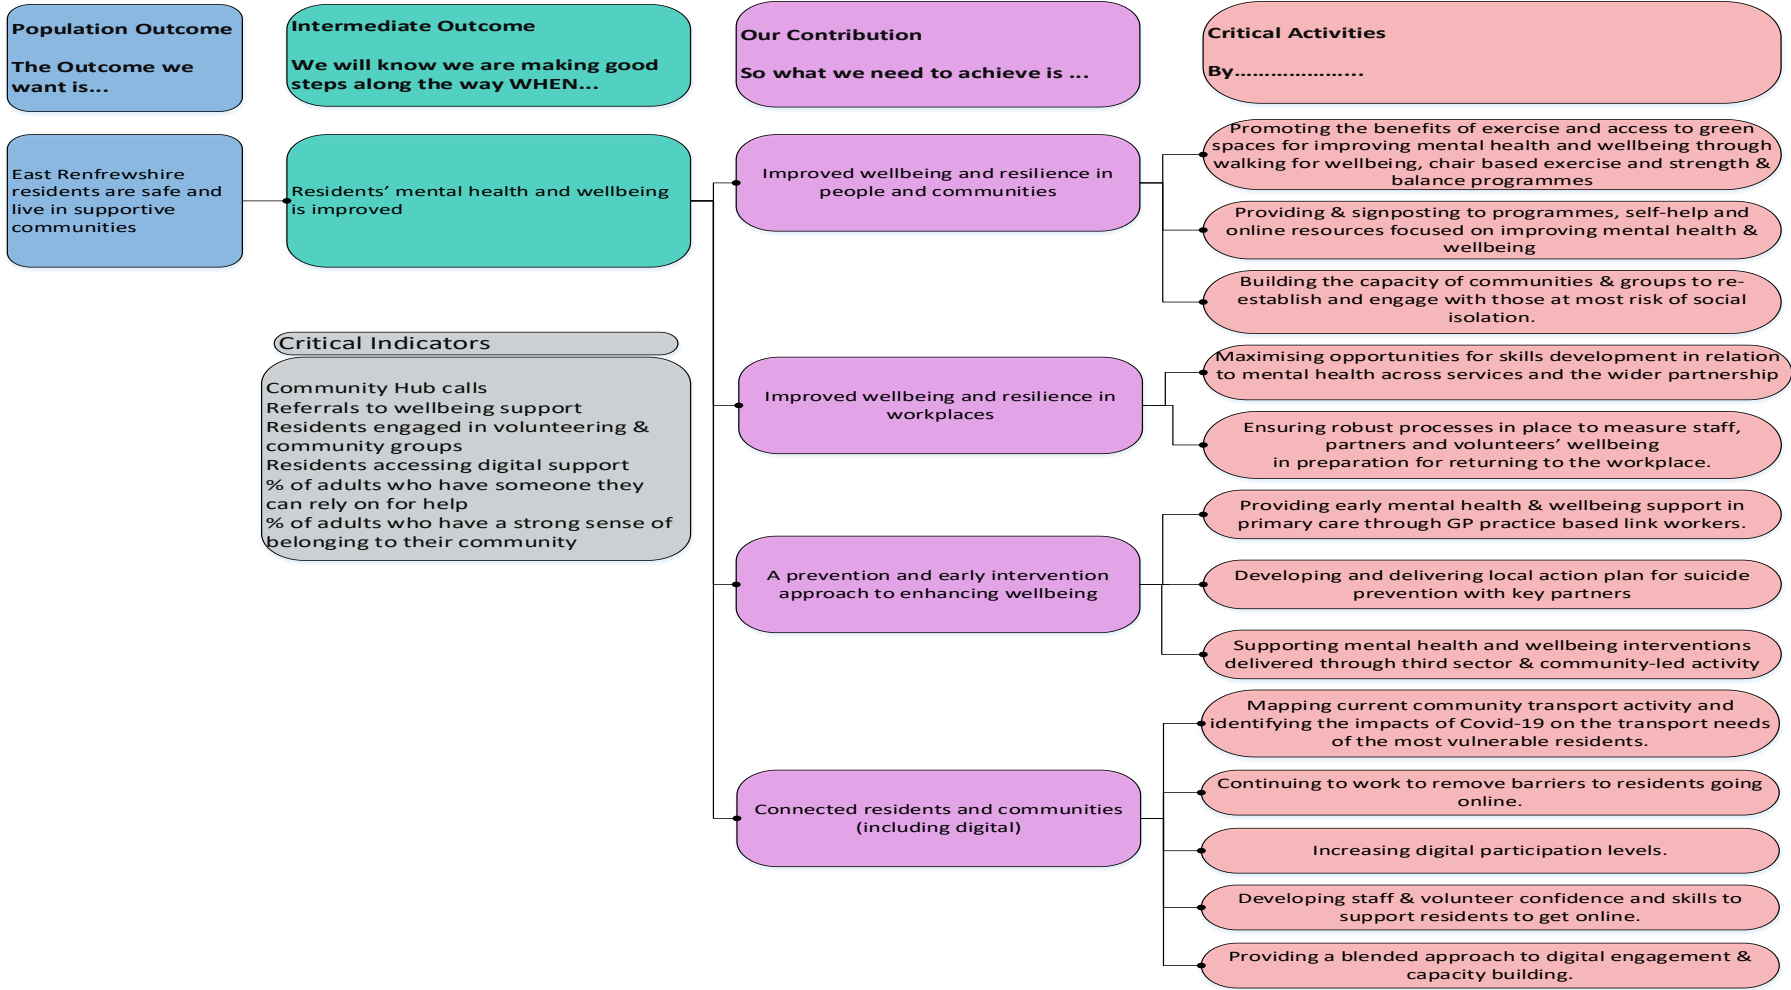 Population Outcome
The Outcome we
want is...
Intermediate Outcome
We will know we are making good
steps along the way WHEN...
Our Contribution
So what we need to achieve is ...
Critical Activities
By......................
East Renfrewshire
residents are safe and
live in supportive
communities
Residents’ mental health and wellbeing
is improved
Critical Indicators
Community Hub calls
Referrals to wellbeing support
Residents engaged in volunteering &
community groups
Residents accessing digital support
% of adults who have someone they
can rely on for help
% of adults who have a strong sense of
belonging to their community
Improved wellbeing and resilience in
people and communities
Promoting the benefits of exercise and access to green
spaces for improving mental health and wellbeing through
walking for wellbeing, chair based exercise and strength &
balance programmes
Providing & signposting to programmes, self-help and
online resources focused on improving mental health &
wellbeing
Building the capacity of communities & groups to re-
establish and engage with those at most risk of social
isolation.
Improved wellbeing and resilience in
workplaces
Maximising opportunities for skills development in relation
to mental health across services and the wider partnership
Ensuring robust processes in place to measure staff,
partners and volunteers’ wellbeing
in preparation for returning to the workplace.
A prevention and early intervention
approach to enhancing wellbeing
Providing early mental health & wellbeing support in
primary care through GP practice based link workers.
Developing and delivering local action plan for suicide
prevention with key partners
Supporting mental health and wellbeing interventions
delivered through third sector & community-led activity
Connected residents and communities
(including digital)
Mapping current community transport activity and
identifying the impacts of Covid-19 on the transport needs
of the most vulnerable residents.
Continuing to work to remove barriers to residents going
online.
Increasing digital participation levels.
Developing staff & volunteer confidence and skills to
support residents to get online.
Providing a blended approach to digital engagement &
capacity building.